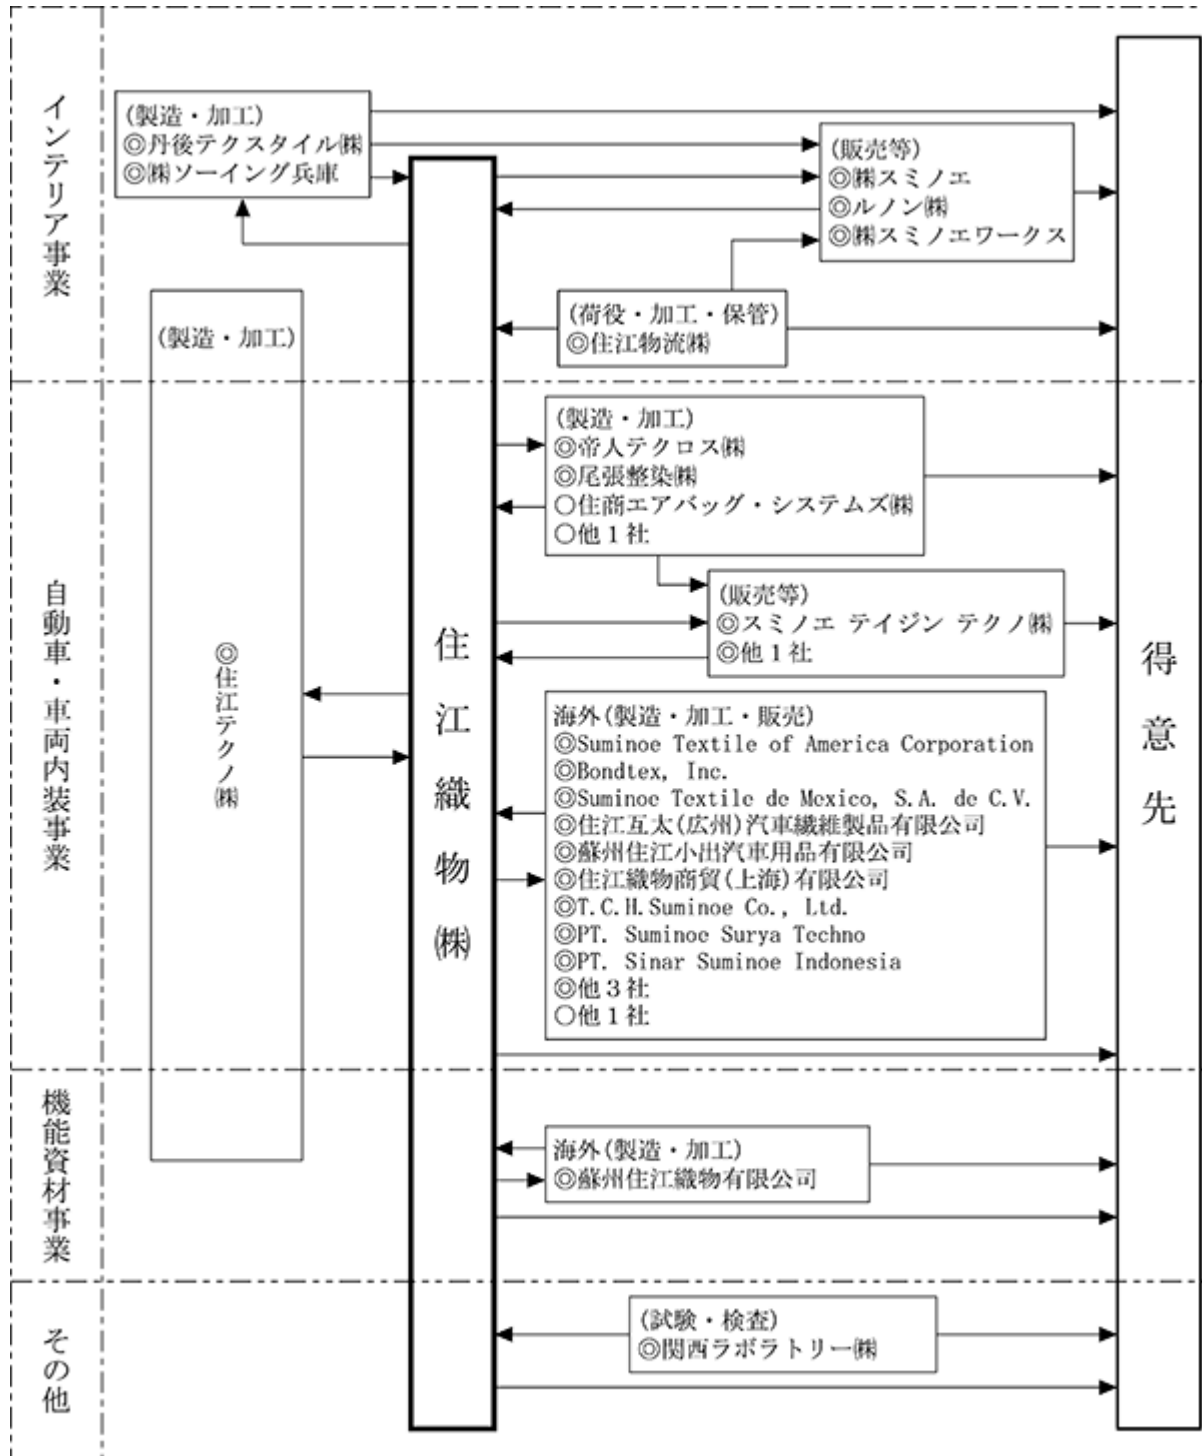 インテリア事業
(製造・加工)
◎丹後テクスタイル㈱
◎㈱ソーイング兵庫
(販売等)
◎㈱スミノエ
◎ルノン㈱
◎㈱スミノエワークス
(荷役・加工・保管)
◎住江物流㈱
(製造・加工)
◎住江テクノ㈱
住江織物㈱
得意先
自動車・車両内装事業
(製造・加工)
◎帝人テクロス㈱
◎尾張整染㈱
○住商エアバッグ・システムズ㈱
○他１社
(販売等)
◎スミノエ テイジン テクノ㈱
◎他１社
海外(製造・加工・販売)
◎Suminoe Textile of America Corporation
◎Bondtex, Inc.
◎Suminoe Textile de Mexico, S.A. de C.V.
◎住江互太(広州)汽車繊維製品有限公司
◎蘇州住江小出汽車用品有限公司
◎住江織物商貿(上海)有限公司
◎T.C.H.Suminoe Co., Ltd.
◎PT. Suminoe Surya Techno
◎PT. Sinar Suminoe Indonesia
◎他３社
○他１社
機能資材事業
海外(製造・加工)
◎蘇州住江織物有限公司
その他
(試験・検査)
◎関西ラボラトリー㈱